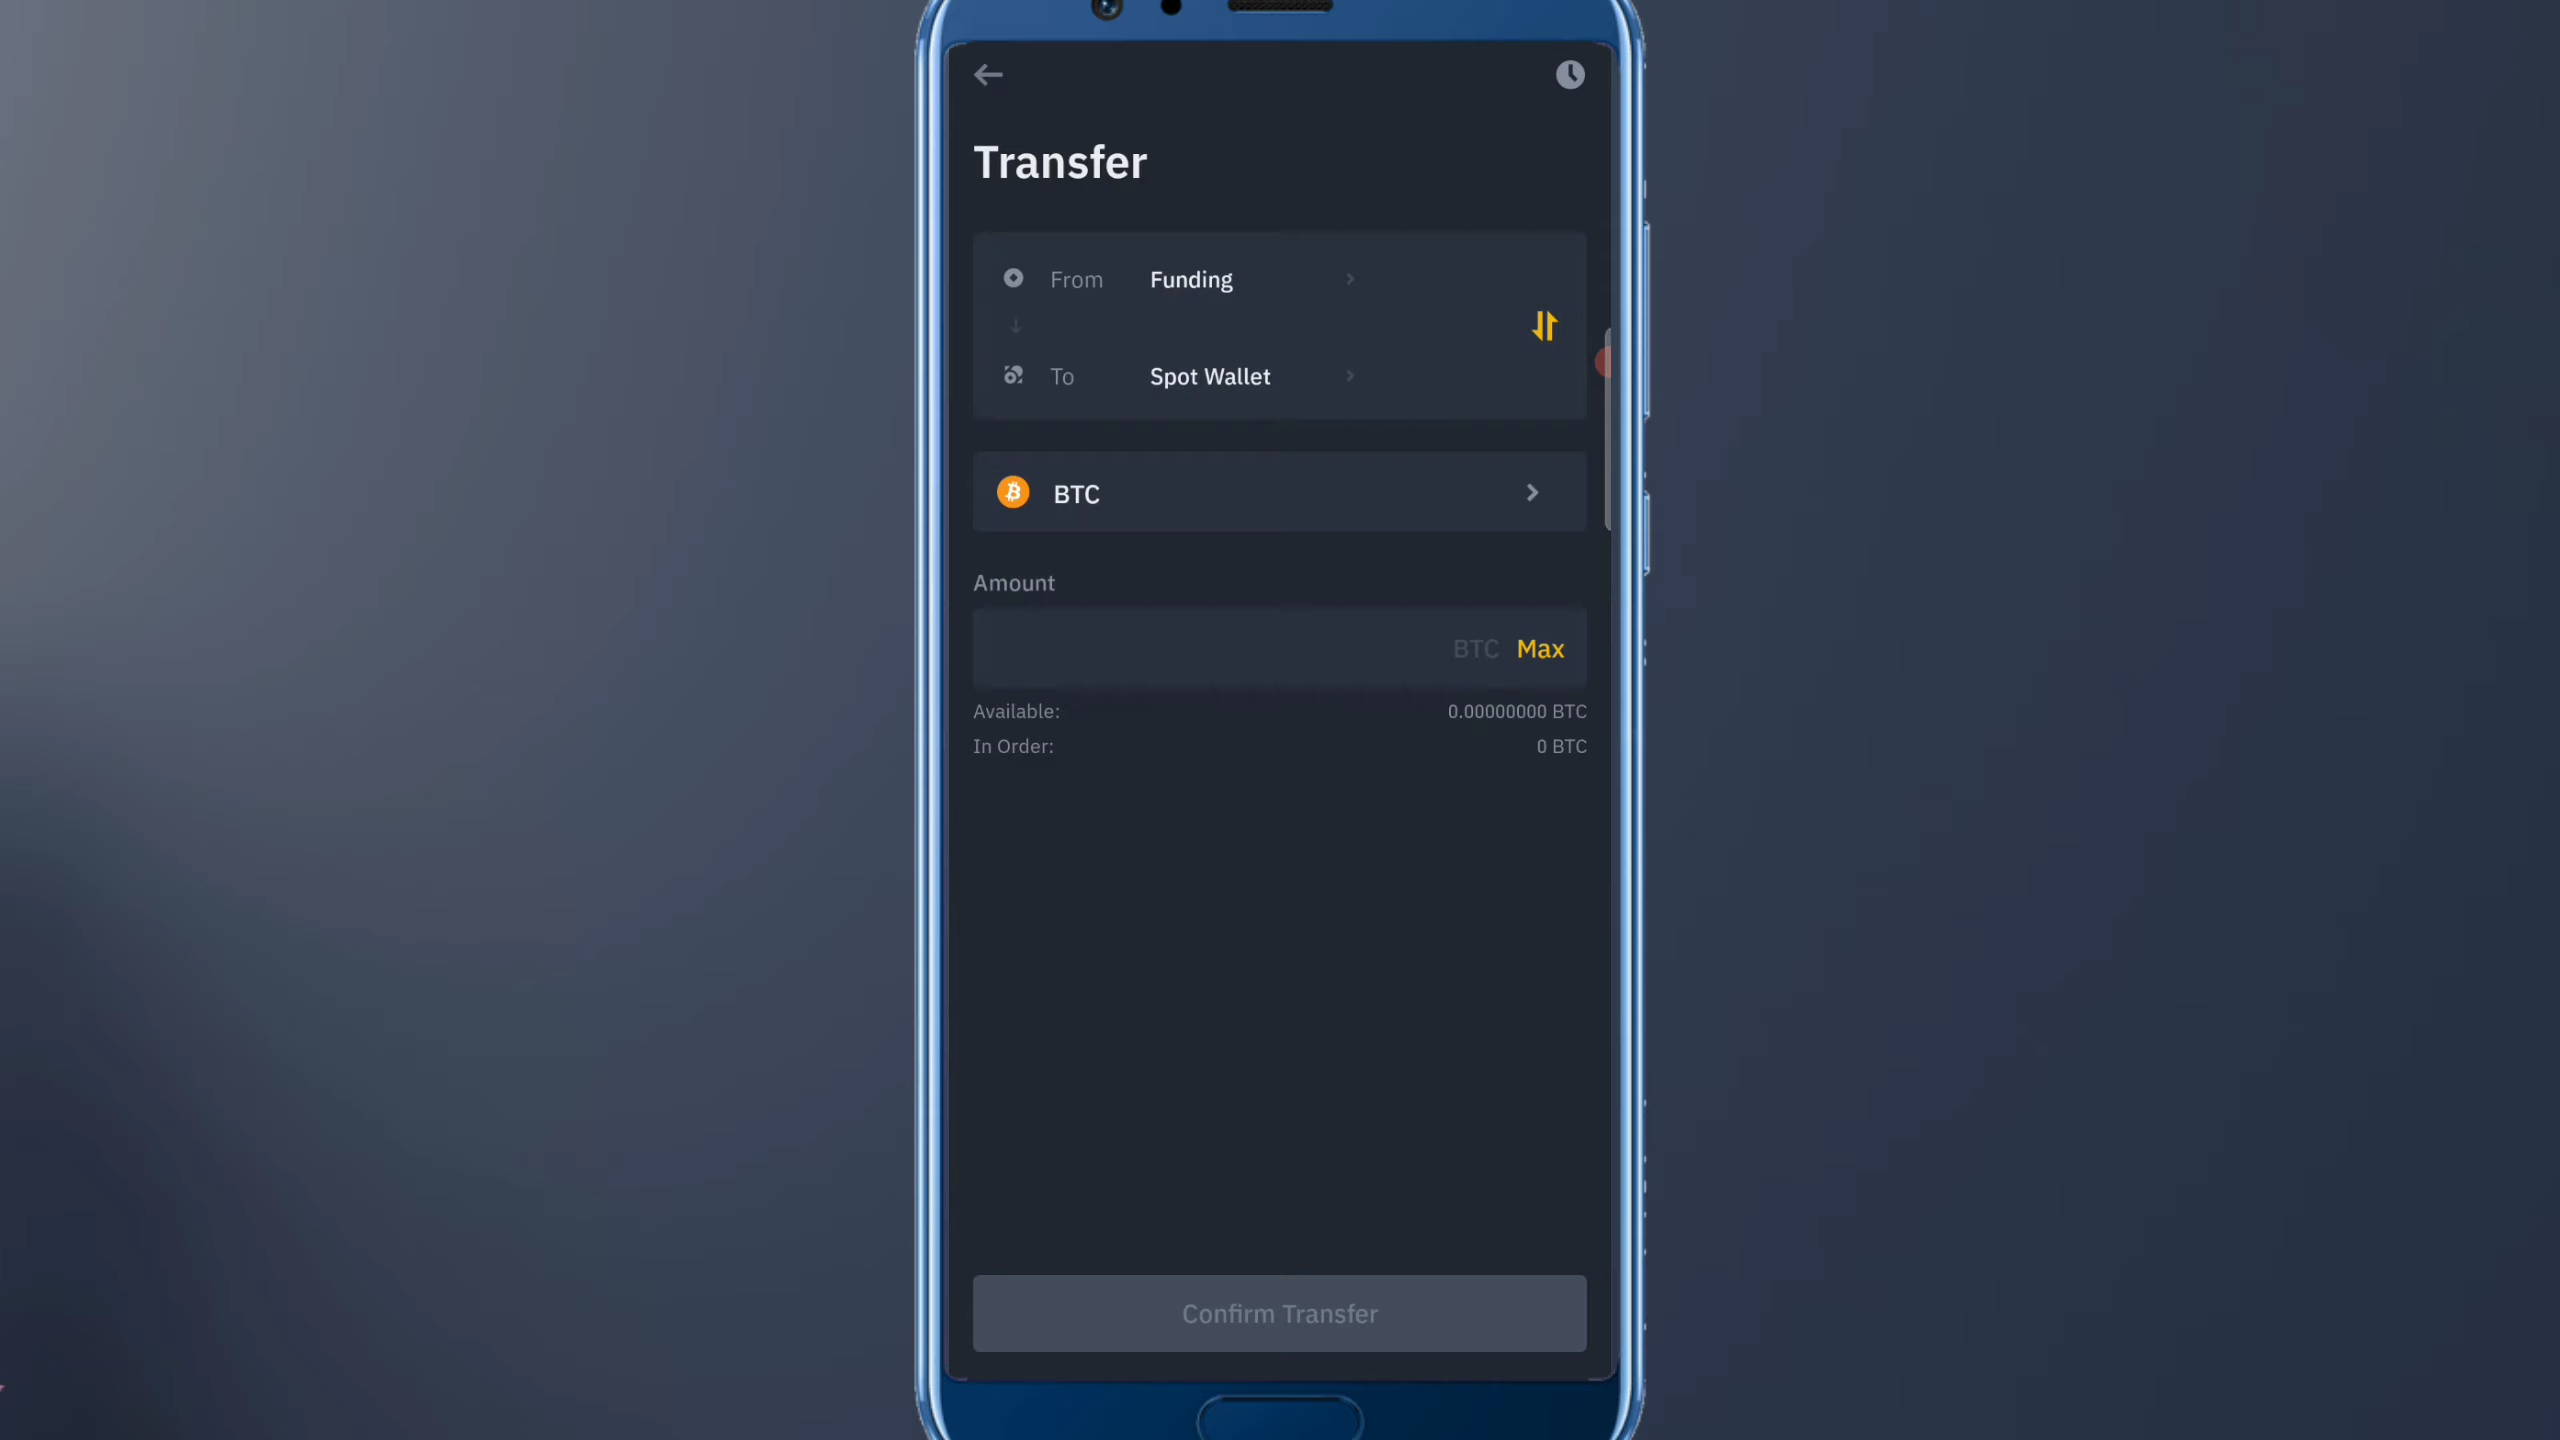 Transfer
From Funding
To Spot Wallet
BTC
Amount
BTC Max
Available: 0.00000000 BTC
In Order: 0 BTC
Confirm Transfer